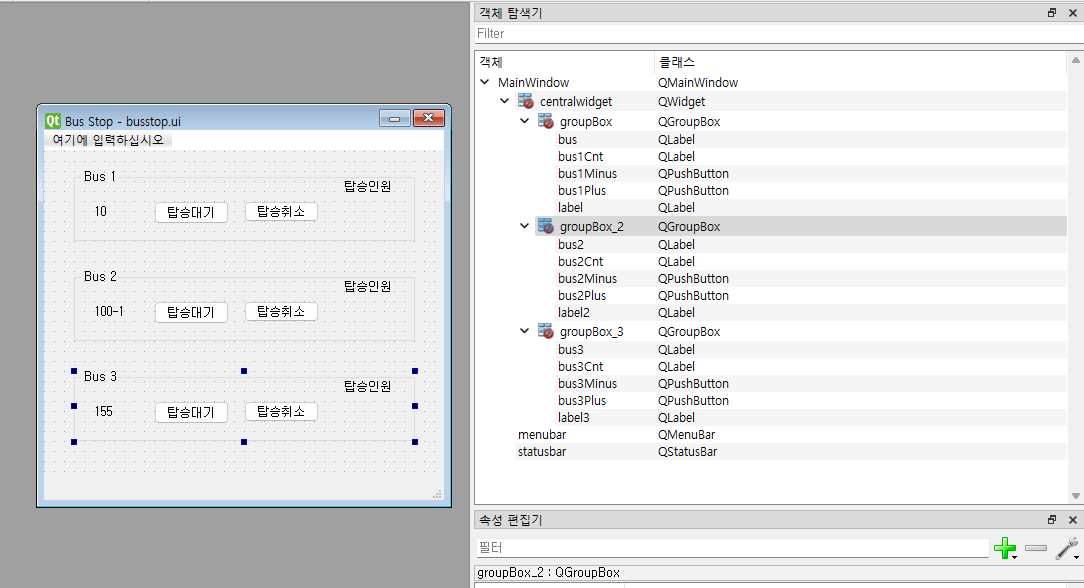 객체 탐색기
Filter
객체 클래스
MainWindow QMainWindow
centralwidget QWidget
groupBox QGroupBox
bus QLabel
bus1Cnt QLabel
bus1Minus QPushButton
bus1Plus QPushButton
label QLabel
groupBox_2 QGroupBox
bus2 QLabel
bus2Cnt QLabel
bus2Minus QPushButton
bus2Plus QPushButton
label2 QLabel
groupBox_3 QGroupBox
bus3 QLabel
bus3Cnt QLabel
bus3Minus QPushButton
bus3Plus QPushButton
label3 QLabel
menubar QMenuBar
statusbar QStatusBar
Qt Bus Stop - busstop.ui
여기에 입력하십시오
Bus 1
탑승인원
10 탑승대기 탑승취소
Bus 2
탑승인원
100-1 탑승대기 탑승취소
Bus 3
탑승인원
155 탑승대기 탑승취소
속성 편집기
필터
groupBox_2 : QGroupBox